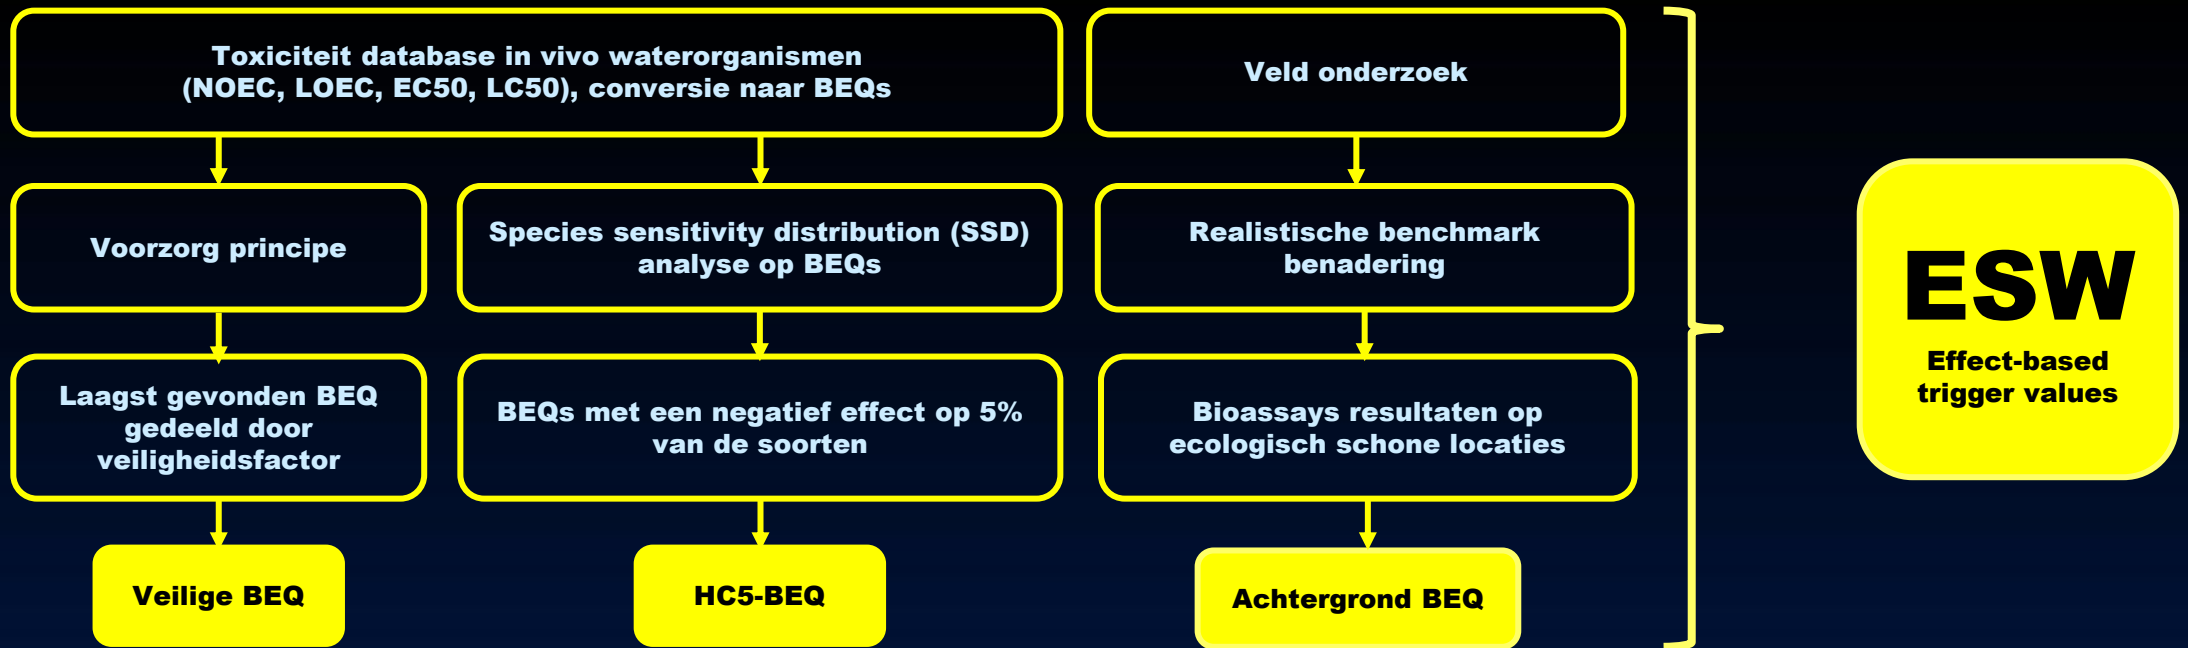 Toxiciteit database in vivo waterorganismen
(NOEC, LOEC, EC50, LC50), conversie naar BEQs
Veld onderzoek
Voorzorg principe
Species sensitivity distribution (SSD)
analyse op BEQs
Realistische benchmark
benadering
Laagst gevonden BEQ
gedeeld door
veiligheidsfactor
BEQs met een negatief effect op 5%
van de soorten
Bioassays resultaten op
ecologisch schone locaties
Veilige BEQ
HC5-BEQ
Achtergrond BEQ
ESW
Effect-based
trigger values